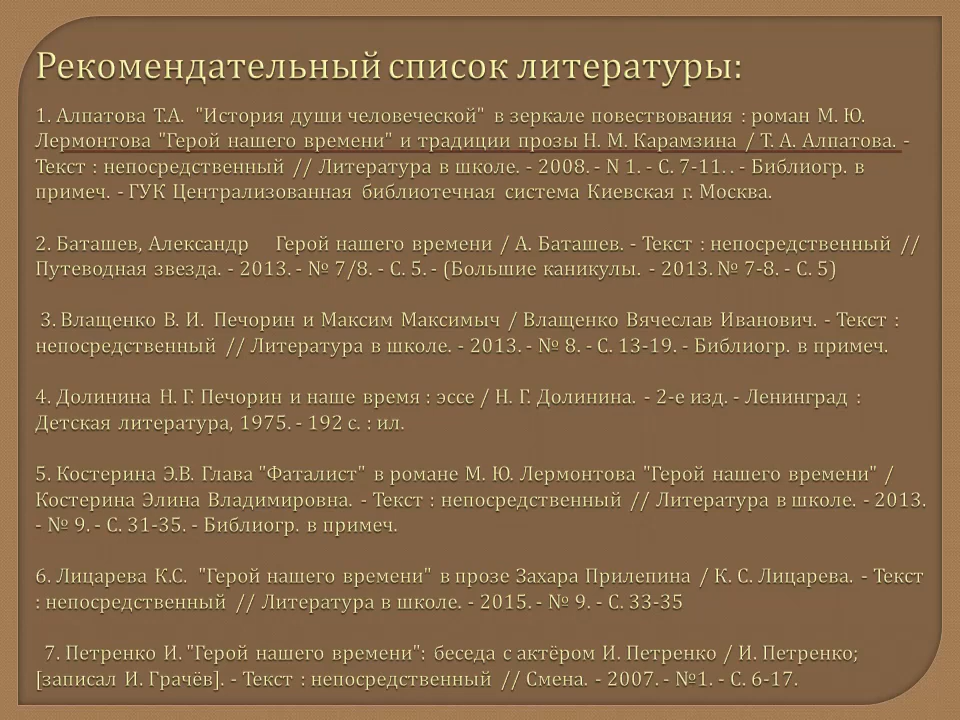 Рекомендательный список литературы:
1. Алпатова Т.А. "История души человеческой" в зеркале повествования : роман М. Ю.
Лермонтова "Герой нашего времени" и традиции прозы Н. М. Карамзина / Т. А. Алпатова. -
Текст : непосредственный // Литература в школе. - 2008. - N 1. - С. 7-11. . - Библиогр. в
примеч. - ГУК Централизованная библиотечная система Киевская г. Москва.
2. Баташев, Александр Герой нашего времени / А. Баташев. - Текст : непосредственный //
Путеводная звезда. - 2013. - № 7/8. - С. 5. - (Большие каникулы. - 2013. № 7-8. - С. 5)
3. Влащенко В. И. Печорин и Максим Максимыч / Влащенко Вячеслав Иванович. - Текст :
непосредственный // Литература в школе. - 2013. - № 8. - С. 13-19. - Библиогр. в примеч.
4. Долинина Н. Г. Печорин и наше время : эссе / Н. Г. Долинина. - 2-е изд. - Ленинград :
Детская литература, 1975. - 192 с. : ил.
5. Костерина Э.В. Глава "Фаталист" в романе М. Ю. Лермонтова "Герой нашего времени" /
Костерина Элина Владимировна. - Текст : непосредственный // Литература в школе. - 2013.
- № 9. - С. 31-35. - Библиогр. в примеч.
6. Лицарева К.С. "Герой нашего времени" в прозе Захара Прилепина / К. С. Лицарева. - Текст
: непосредственный // Литература в школе. - 2015. - № 9. - С. 33-35
7. Петренко И. "Герой нашего времени": беседа с актёром И. Петренко / И. Петренко;
[записал И. Грачёв]. - Текст : непосредственный // Смена. - 2007. - №1. - С. 6-17.